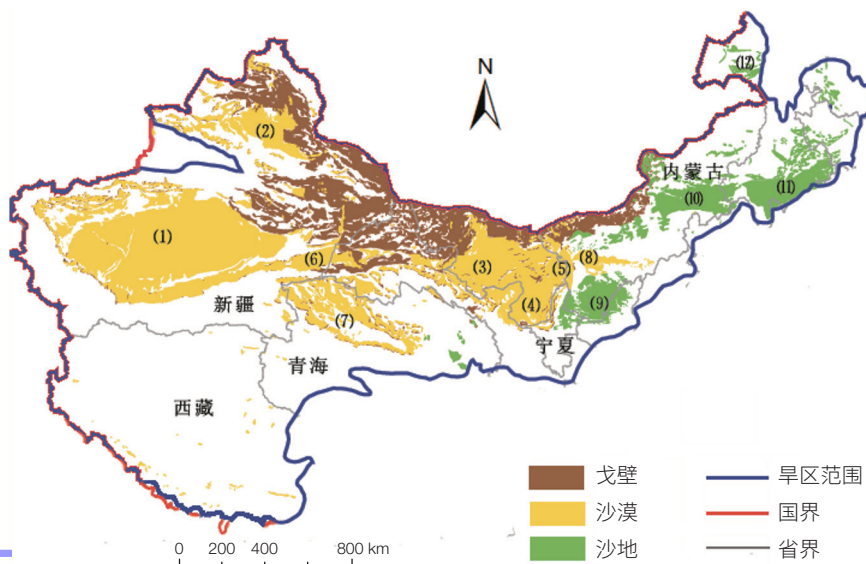 (12)
N
(2)
内蒙古
(10)
(11)
(1)
(6)
(3)
(5)
(8)
(4)
(9)
新疆
(7)
青海
宁夏
西藏
戈壁
旱区范围
沙漠
国界
沙地
省界
0 200 400 800 km